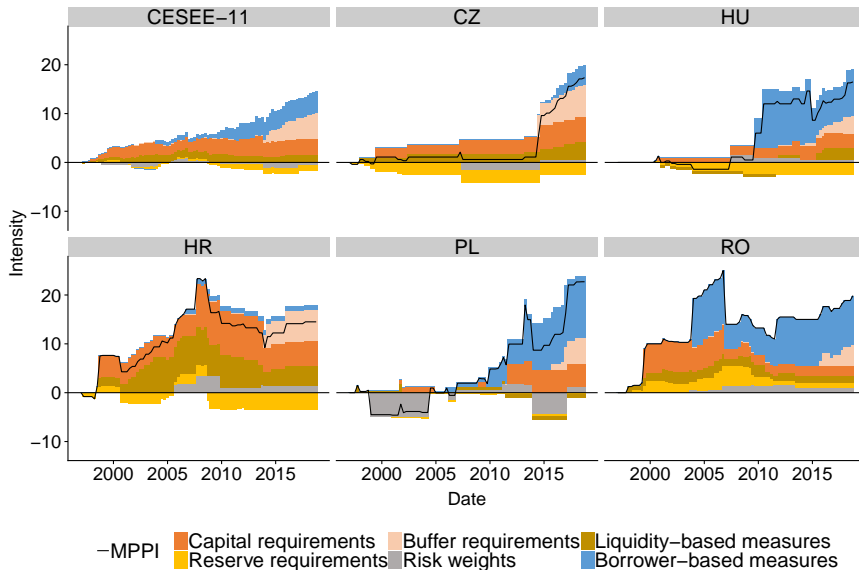 CESEE−11 CZ HU
Intensity
20
10
0
−10
HR PL RO
20
10
0
−10
2000 2005 2010 2015 2000 2005 2010 2015 2000 2005 2010 2015
Date
MPPI Capital requirements Buffer requirements Liquidity−based measures
Reserve requirements Risk weights Borrower−based measures